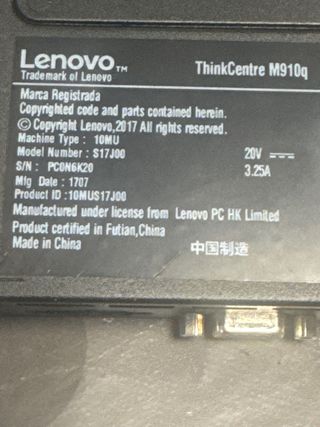 Lenovo™
Trademark of Lenovo
ThinkCentre M910q
Marca Registrada
Copyrighted code and parts contained herein.
© Copyright Lenovo,2017 All rights reserved.
Machine Type : 10MU
Model Number : S17J00
20V ⎓
S/N : PC0N6K20
3.25A
Mfg Date : 1707
Product ID :10MUS17J00
Manufactured under license from Lenovo PC HK Limited
Product certified in Futian,China
Made in China
中国制造